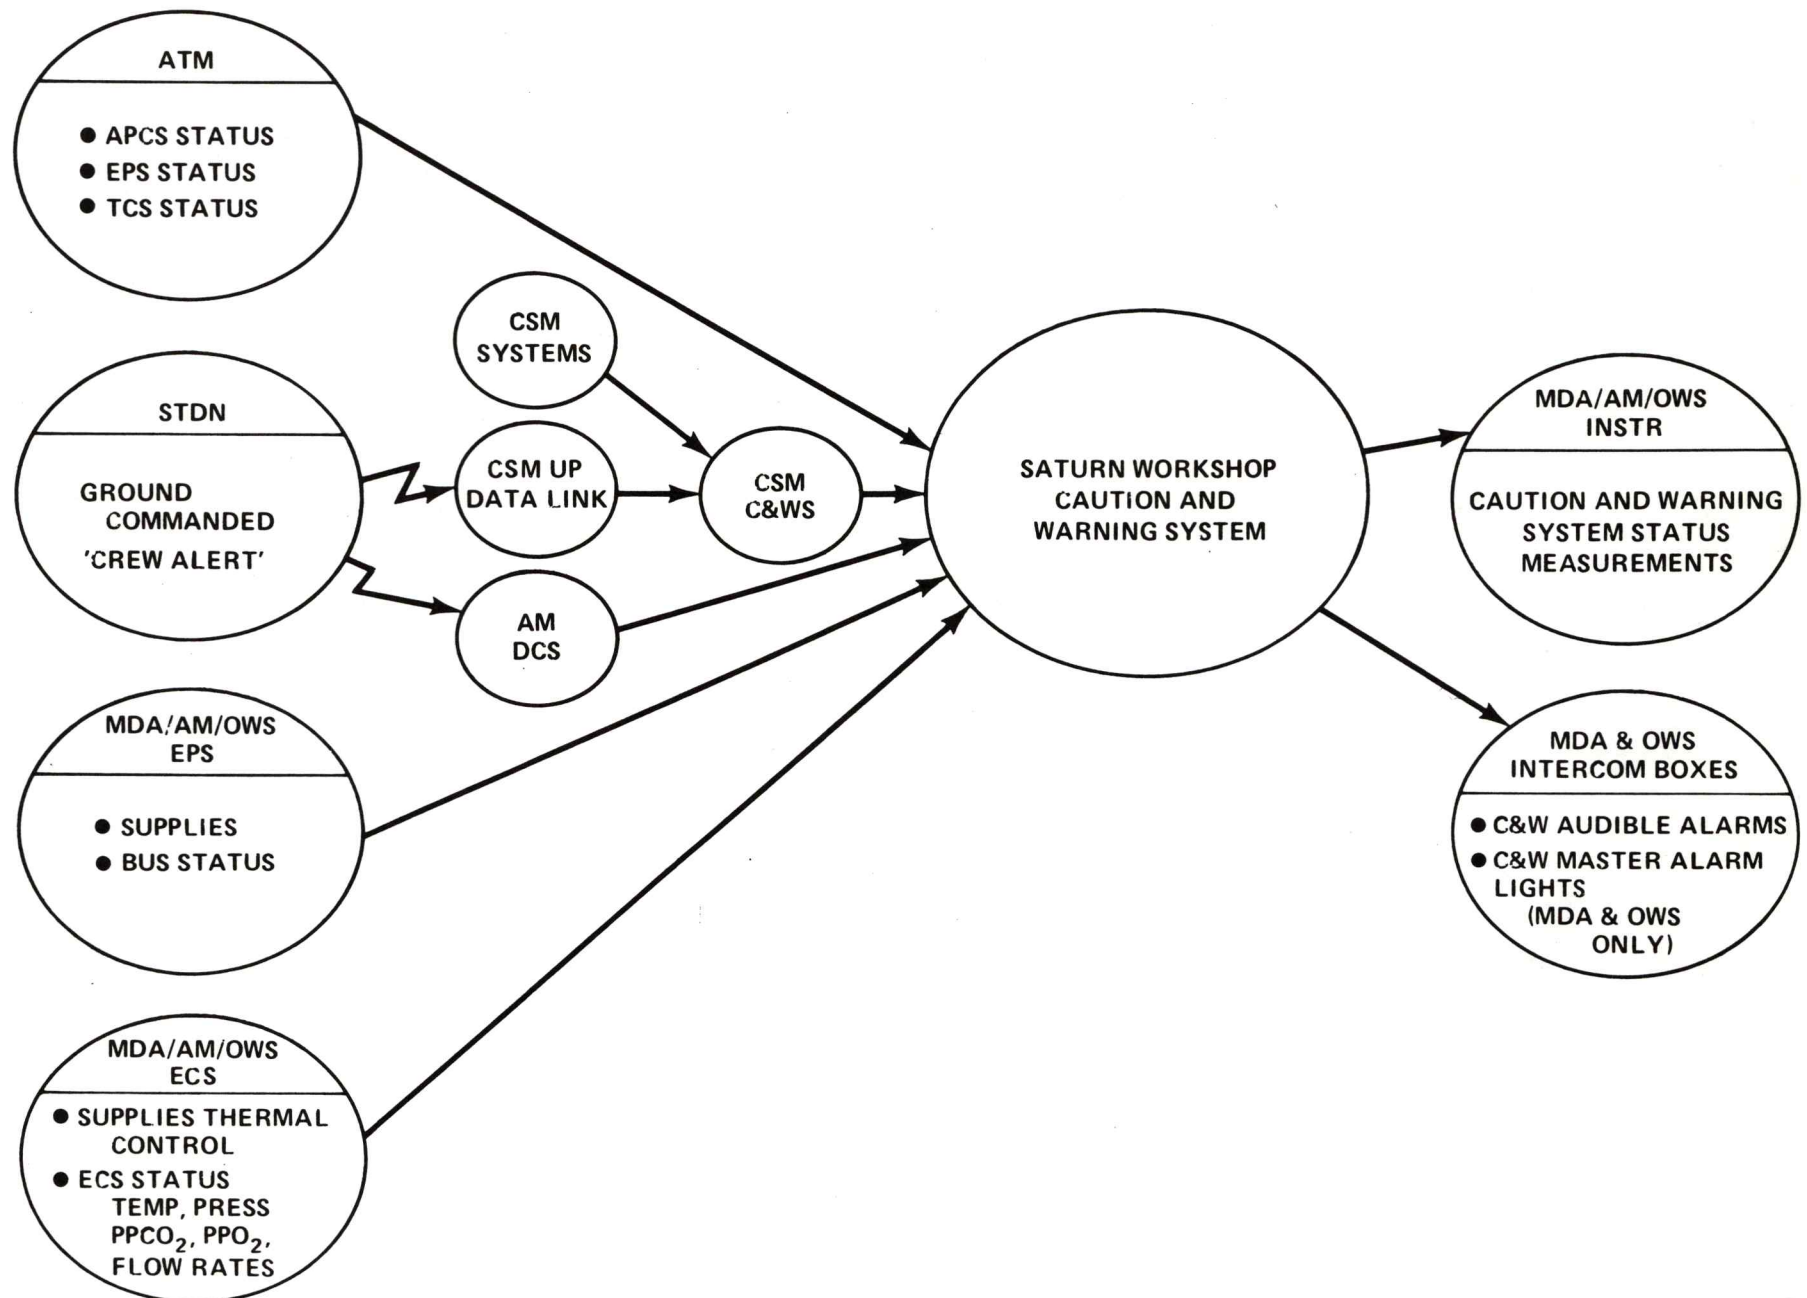 ATM
● APCS STATUS
● EPS STATUS
● TCS STATUS
STDN
GROUND
COMMANDED
'CREW ALERT'
MDA/AM/OWS
EPS
● SUPPLIES
● BUS STATUS
MDA/AM/OWS
ECS
● SUPPLIES THERMAL
CONTROL
● ECS STATUS
TEMP, PRESS
PPCO₂, PPO₂,
FLOW RATES
CSM
SYSTEMS
CSM UP
DATA LINK
AM
DCS
CSM
C&WS
SATURN WORKSHOP
CAUTION AND
WARNING SYSTEM
MDA/AM/OWS
INSTR
CAUTION AND WARNING
SYSTEM STATUS
MEASUREMENTS
MDA & OWS
INTERCOM BOXES
● C&W AUDIBLE ALARMS
● C&W MASTER ALARM
LIGHTS
(MDA & OWS
ONLY)